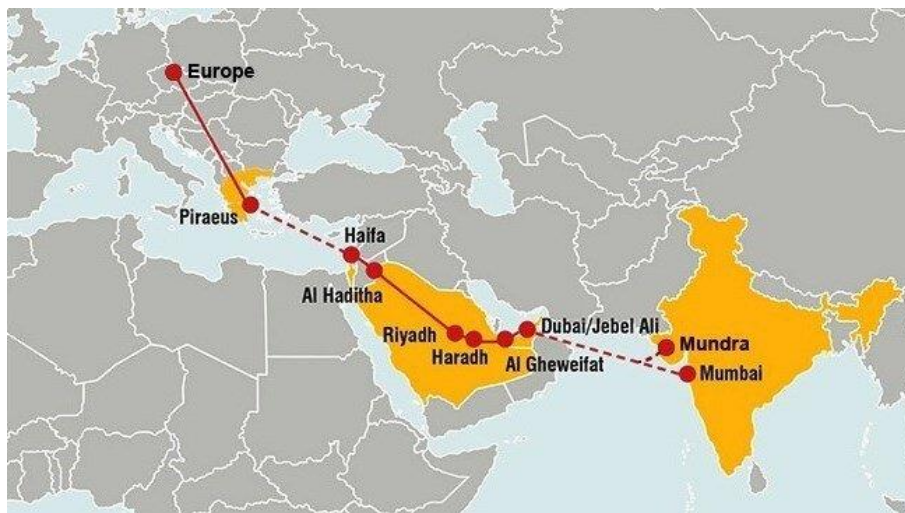 Europe
Piraeus
Haifa
Al Haditha
Riyadh
Haradh
Dubai/Jebel Ali
Al Gheweifat
Mundra
Mumbai